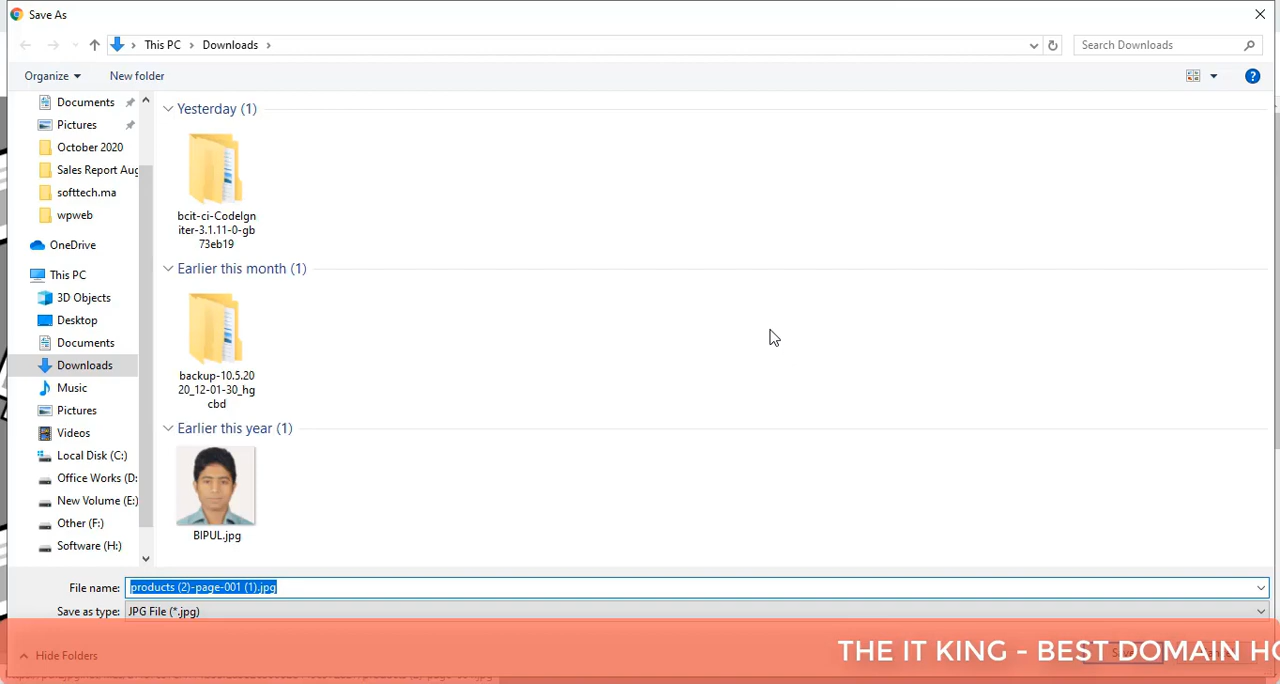 Save As
This PC
Downloads
Search Downloads
Organize
New folder
Documents
Pictures
October 2020
Sales Report Aug
softtech.ma
wpweb
OneDrive
This PC
3D Objects
Desktop
Documents
Downloads
Music
Pictures
Videos
Local Disk (C:)
Office Works (D:
New Volume (E:)
Other (F:)
Software (H:)
Yesterday (1)
bcit-ci-CodeIgn
iter-3.1.11-0-gb
73eb19
Earlier this month (1)
backup-10.5.20
20_12-01-30_hg
cbd
Earlier this year (1)
BIPUL.jpg
File name: products (2)-page-001 (1).jpg
Save as type: JPG File (*.jpg)
Hide Folders
THE IT KING - BEST DOMAIN HO